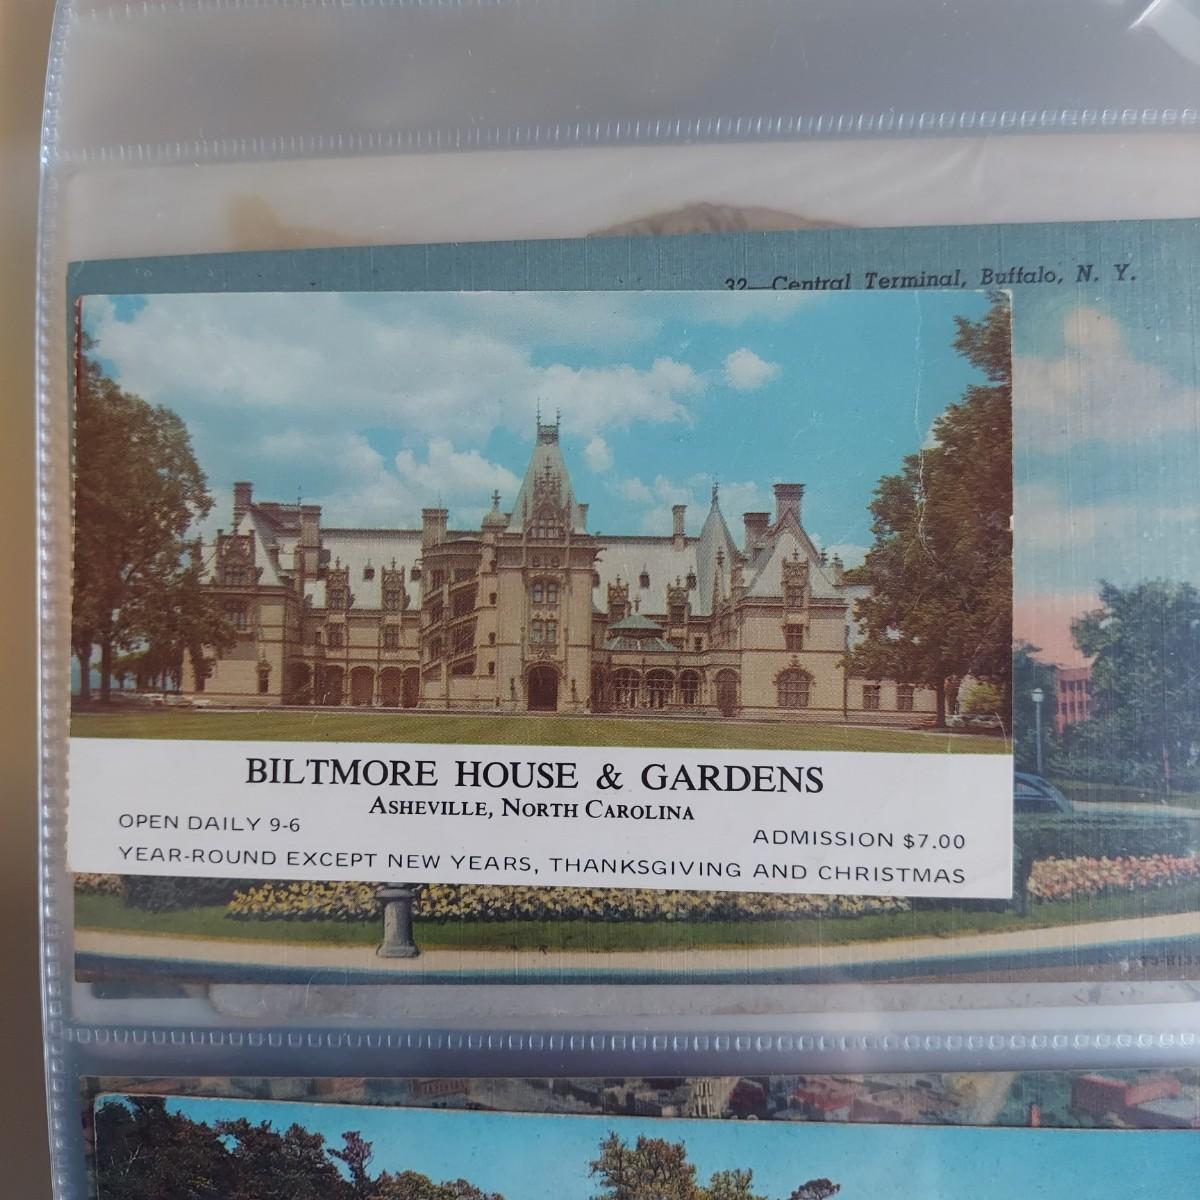 32—Central Terminal, Buffalo, N. Y.
BILTMORE HOUSE & GARDENS
ASHEVILLE, NORTH CAROLINA
OPEN DAILY 9-6
ADMISSION $7.00
YEAR-ROUND EXCEPT NEW YEARS, THANKSGIVING AND CHRISTMAS